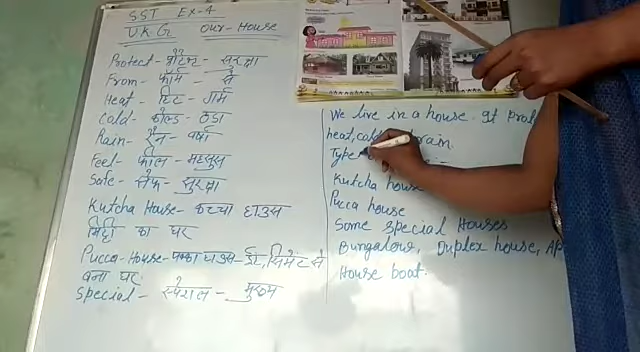 SST Ex-4
UKG Our-House
Protect- प्रोटेक्ट- सुरक्षा
From- फॉर्म- से
Heat- हिट- गर्म
Cold- कोल्ड- ठंडा
Rain- रैन- वर्षा
Feel- फील- महसुस
Safe- सेफ- सुरक्षा
Kutcha House- कच्चा हाउस
मिट्टी का घर
Pucca-House- पक्का हाउस- ईट, सिमेंट से
बना घर
Special- स्पेशल- मुख्य
We live in a house. It
heat, cold rain
Type
Kutcha house
Pucca house
Some special Houses
Bungalows, Duplex house, Ap
House boat.